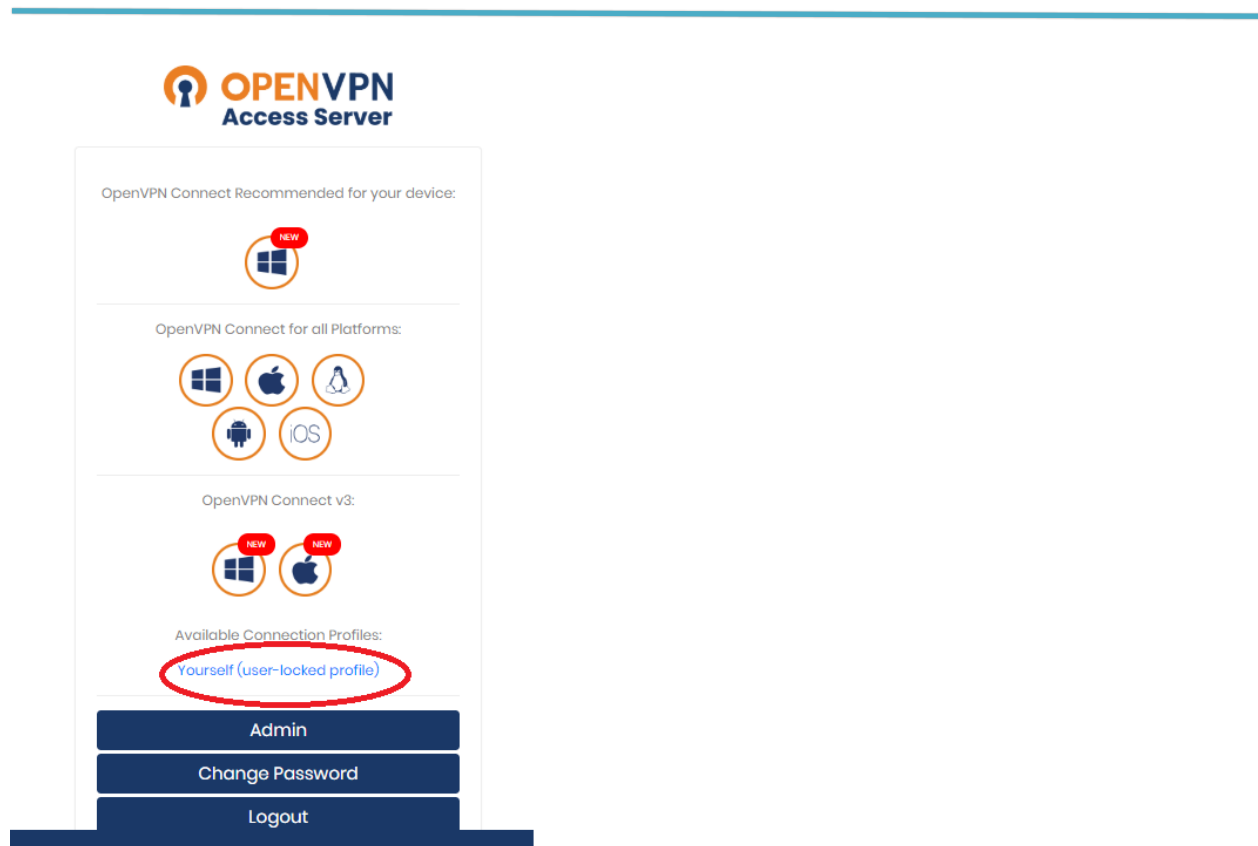 OPENVPN
Access Server
OpenVPN Connect Recommended for your device:
NEW
OpenVPN Connect for all Platforms:
iOS
OpenVPN Connect v3:
NEW NEW
Available Connection Profiles:
Yourself (user-locked profile)
Admin
Change Password
Logout